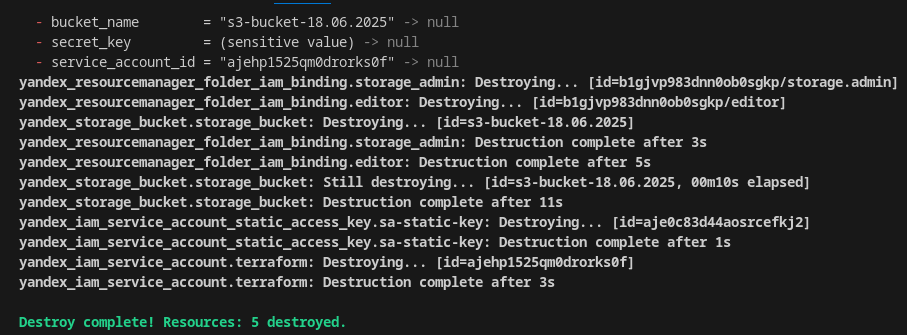 - bucket_name        = "s3-bucket-18.06.2025" -> null
- secret_key         = (sensitive value) -> null
- service_account_id = "ajehp1525qm0drorks0f" -> null
yandex_resourcemanager_folder_iam_binding.storage_admin: Destroying... [id=b1gjvp983dnn0ob0sgkp/storage.admin]
yandex_resourcemanager_folder_iam_binding.editor: Destroying... [id=b1gjvp983dnn0ob0sgkp/editor]
yandex_storage_bucket.storage_bucket: Destroying... [id=s3-bucket-18.06.2025]
yandex_resourcemanager_folder_iam_binding.storage_admin: Destruction complete after 3s
yandex_resourcemanager_folder_iam_binding.editor: Destruction complete after 5s
yandex_storage_bucket.storage_bucket: Still destroying... [id=s3-bucket-18.06.2025, 00m10s elapsed]
yandex_storage_bucket.storage_bucket: Destruction complete after 11s
yandex_iam_service_account_static_access_key.sa-static-key: Destroying... [id=aje0c83d44aosrcefkj2]
yandex_iam_service_account_static_access_key.sa-static-key: Destruction complete after 1s
yandex_iam_service_account.terraform: Destroying... [id=ajehp1525qm0drorks0f]
yandex_iam_service_account.terraform: Destruction complete after 3s
Destroy complete! Resources: 5 destroyed.